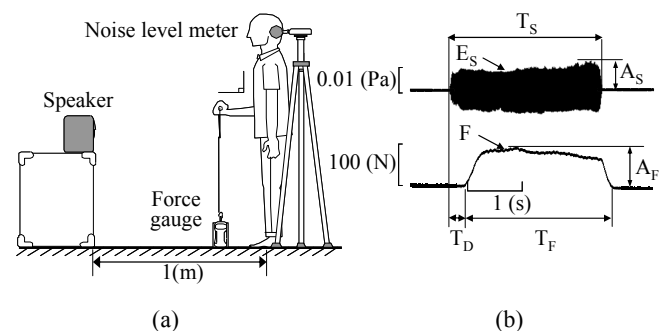 Noise level meter
Speaker
Force
gauge
1(m)
(a)
T_S
E_S
A_S
0.01 (Pa)
F
100 (N)
A_F
1 (s)
T_D
T_F
(b)